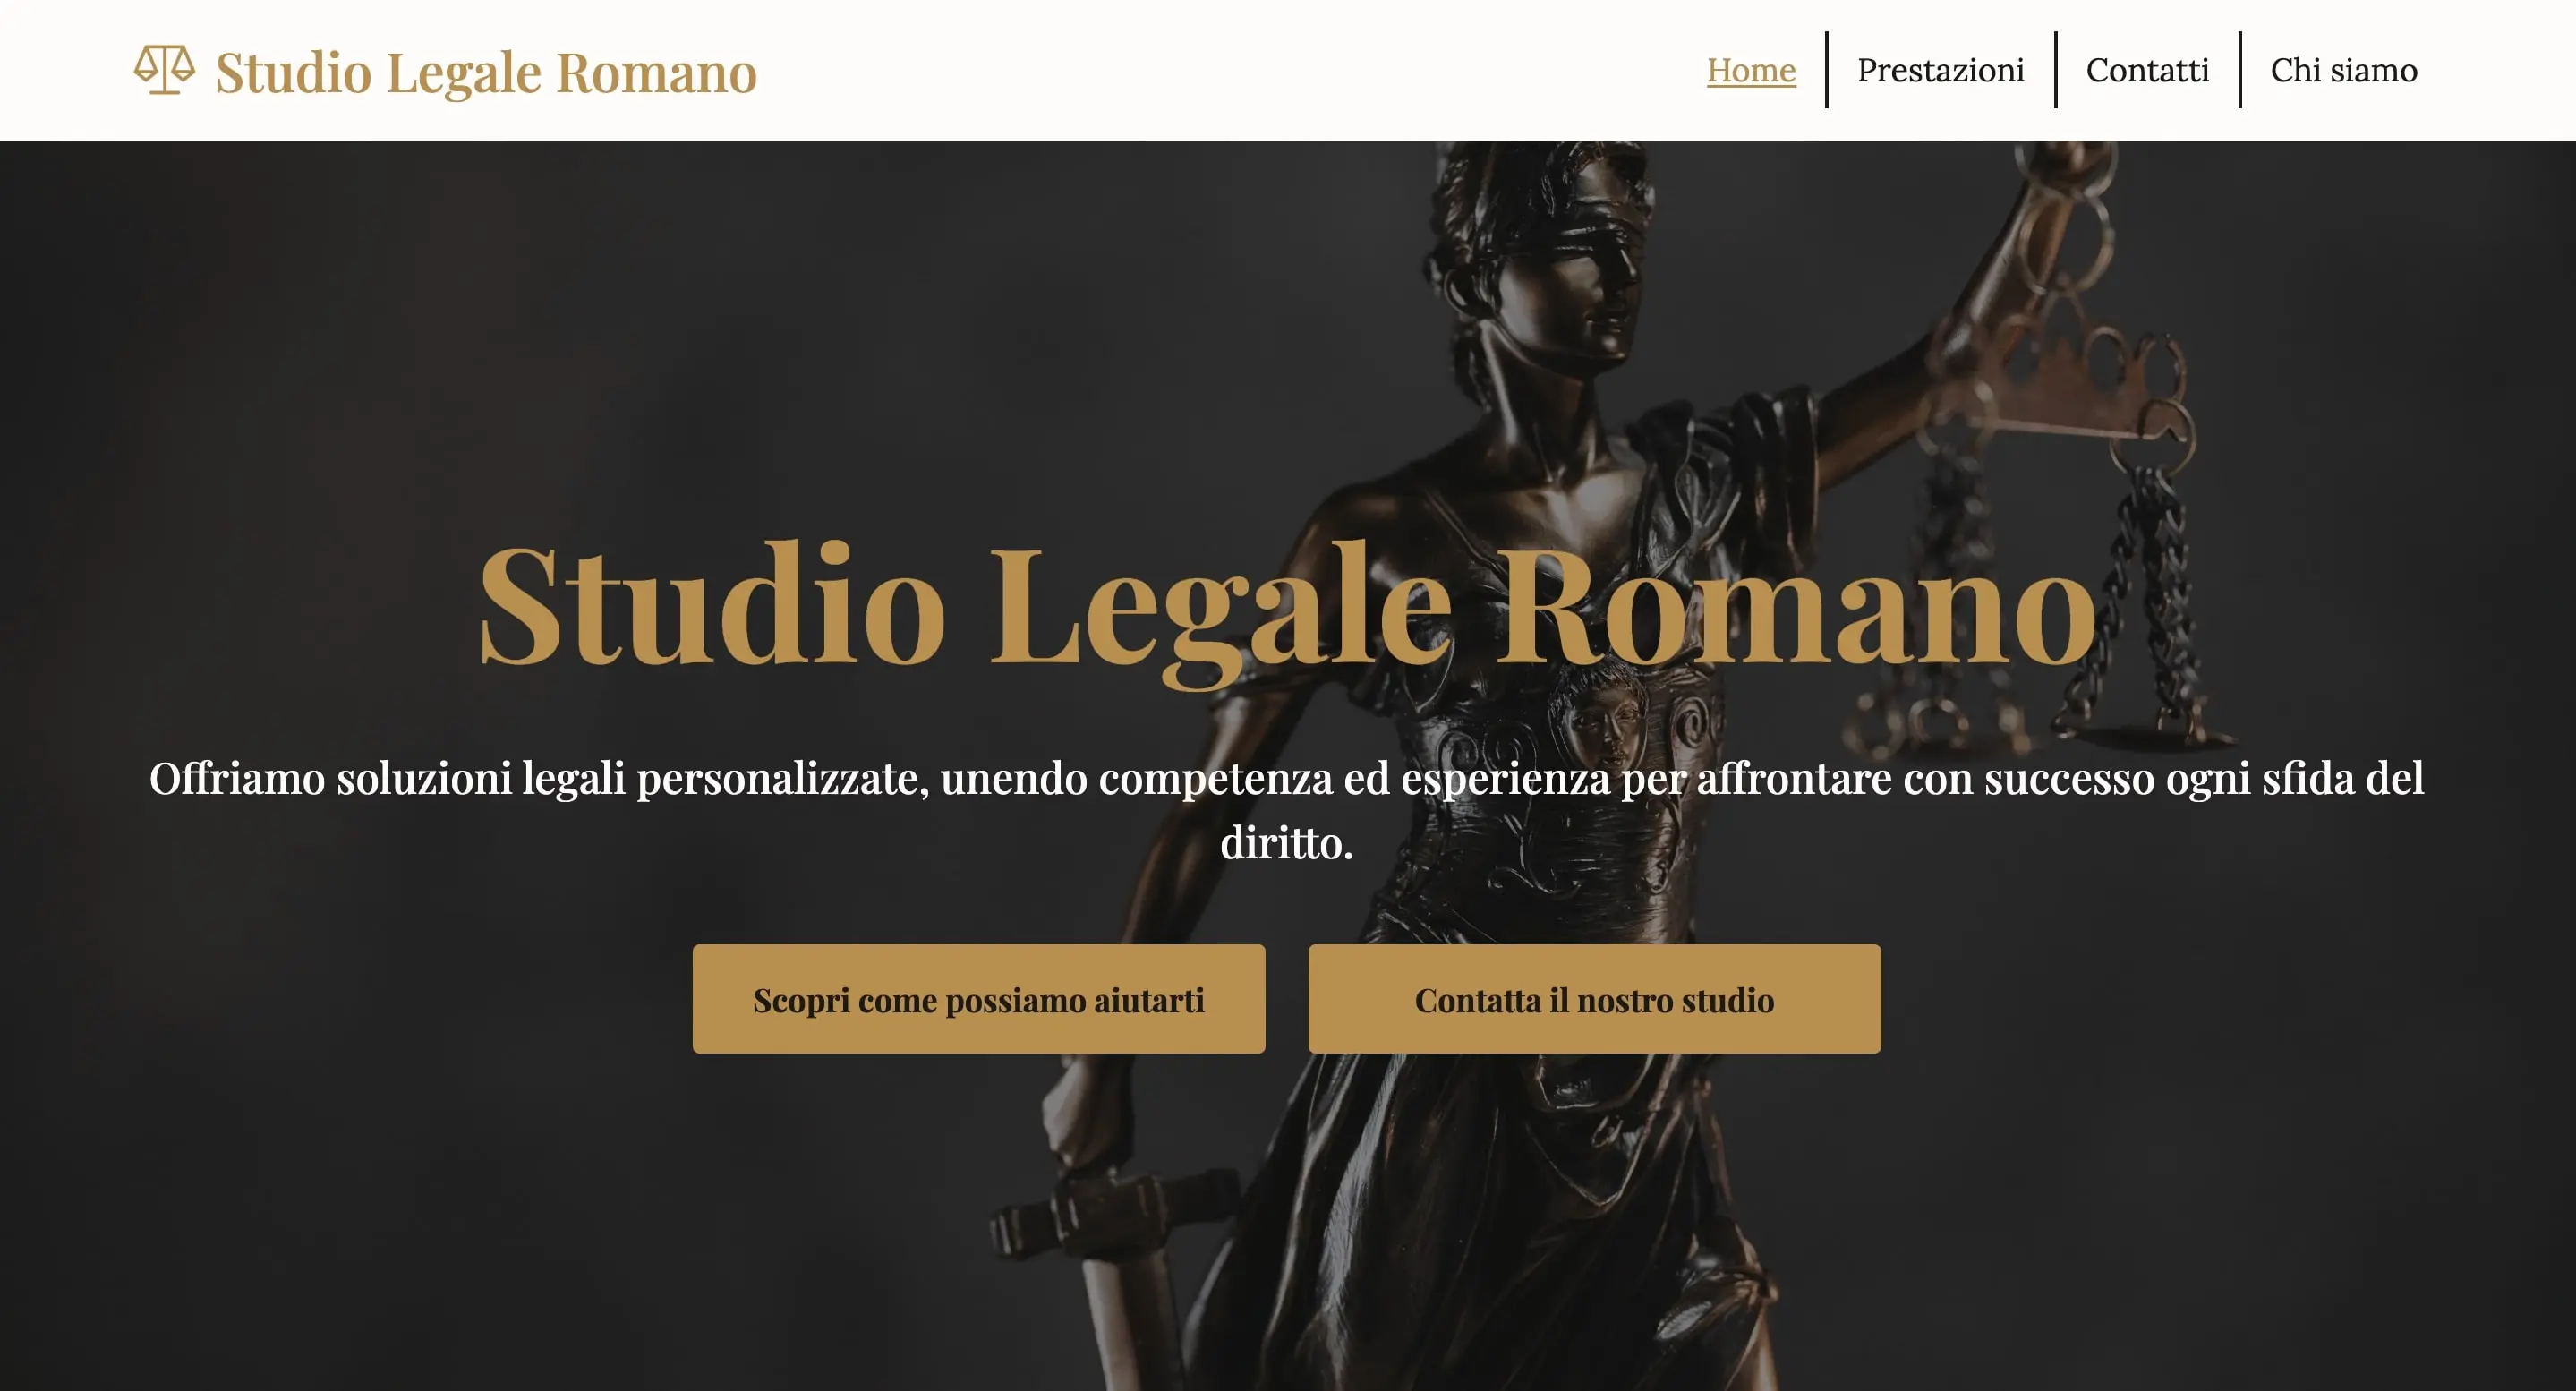 Studio Legale Romano
Home
Prestazioni
Contatti
Chi siamo
Studio Legale Romano
Offriamo soluzioni legali personalizzate, unendo competenza ed esperienza per affrontare con successo ogni sfida del
diritto.
Scopri come possiamo aiutarti
Contatta il nostro studio